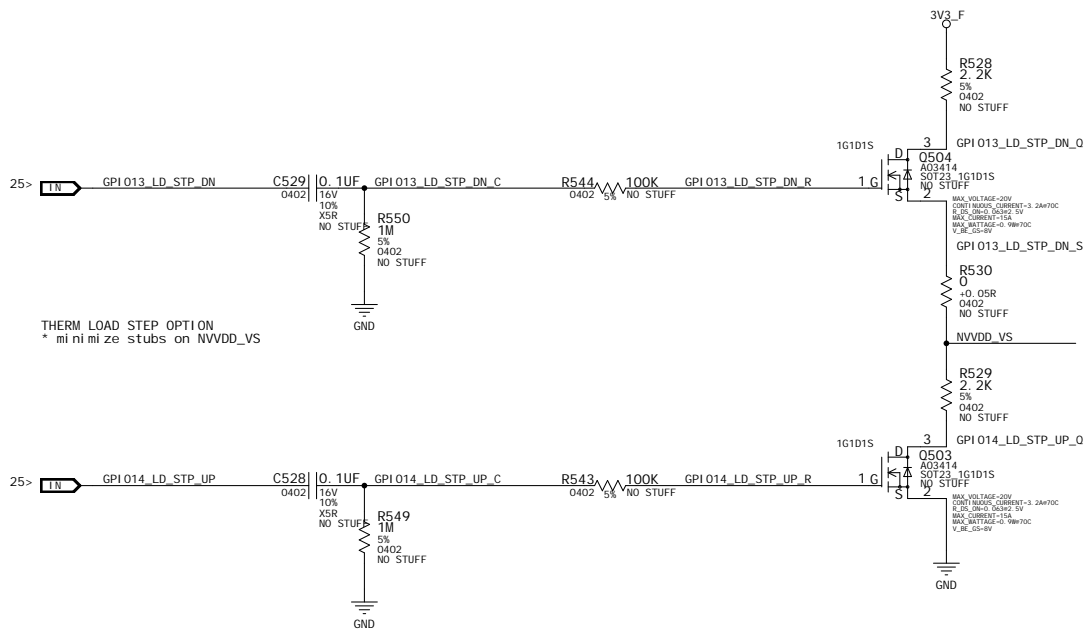 3V3_F
R528
2.2K
5%
0402
NO STUFF
1G1D1S
3
GPIO13_LD_STP_DN_Q
D
Q504
AO3414
SOT23_1G1D1S
NO STUFF
25>
IN
GPIO13_LD_STP_DN
C529
0402
0.1UF
16V
10%
X5R
NO STUFF
GPIO13_LD_STP_DN_C
R544
0402
5%
100K
NO STUFF
GPIO13_LD_STP_DN_R
1 G
S
2
MAX_VOLTAGE=20V
CONTINUOUS_CURRENT=3.2A@70C
R_DS_ON=0.063@2.5V
MAX_CURRENT=15A
MAX_WATTAGE=0.9W@70C
V_BE_GS=8V
R550
1M
5%
0402
NO STUFF
GND
GPIO13_LD_STP_DN_S
R530
0
+0.05R
0402
NO STUFF
THERM LOAD STEP OPTION
* minimize stubs on NVVDD_VS
NVVDD_VS
R529
2.2K
5%
0402
NO STUFF
1G1D1S
3
GPIO14_LD_STP_UP_Q
D
Q503
AO3414
SOT23_1G1D1S
NO STUFF
25>
IN
GPIO14_LD_STP_UP
C528
0402
0.1UF
16V
10%
X5R
NO STUFF
GPIO14_LD_STP_UP_C
R543
0402
5%
100K
NO STUFF
GPIO14_LD_STP_UP_R
1 G
S
2
MAX_VOLTAGE=20V
CONTINUOUS_CURRENT=3.2A@70C
R_DS_ON=0.063@2.5V
MAX_CURRENT=15A
MAX_WATTAGE=0.9W@70C
V_BE_GS=8V
R549
1M
5%
0402
NO STUFF
GND
GND